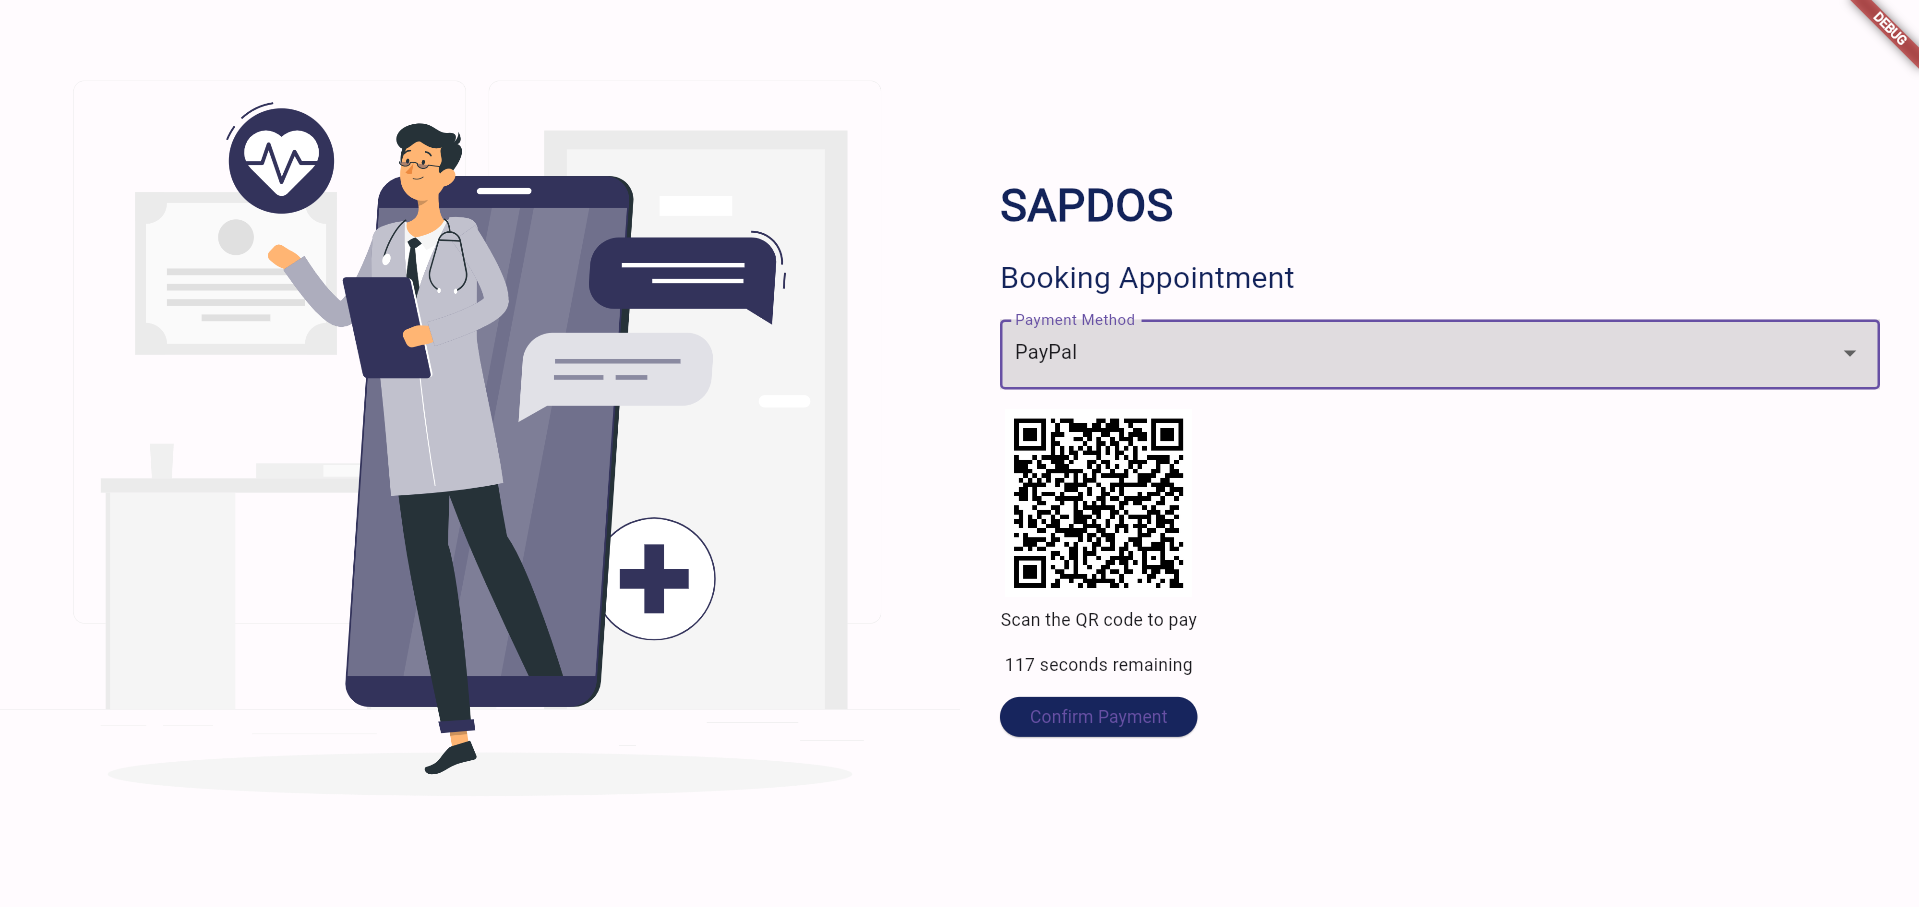 DEBUG
SAPDOS
Booking Appointment
Payment Method
PayPal
Scan the QR code to pay
117 seconds remaining
Confirm Payment